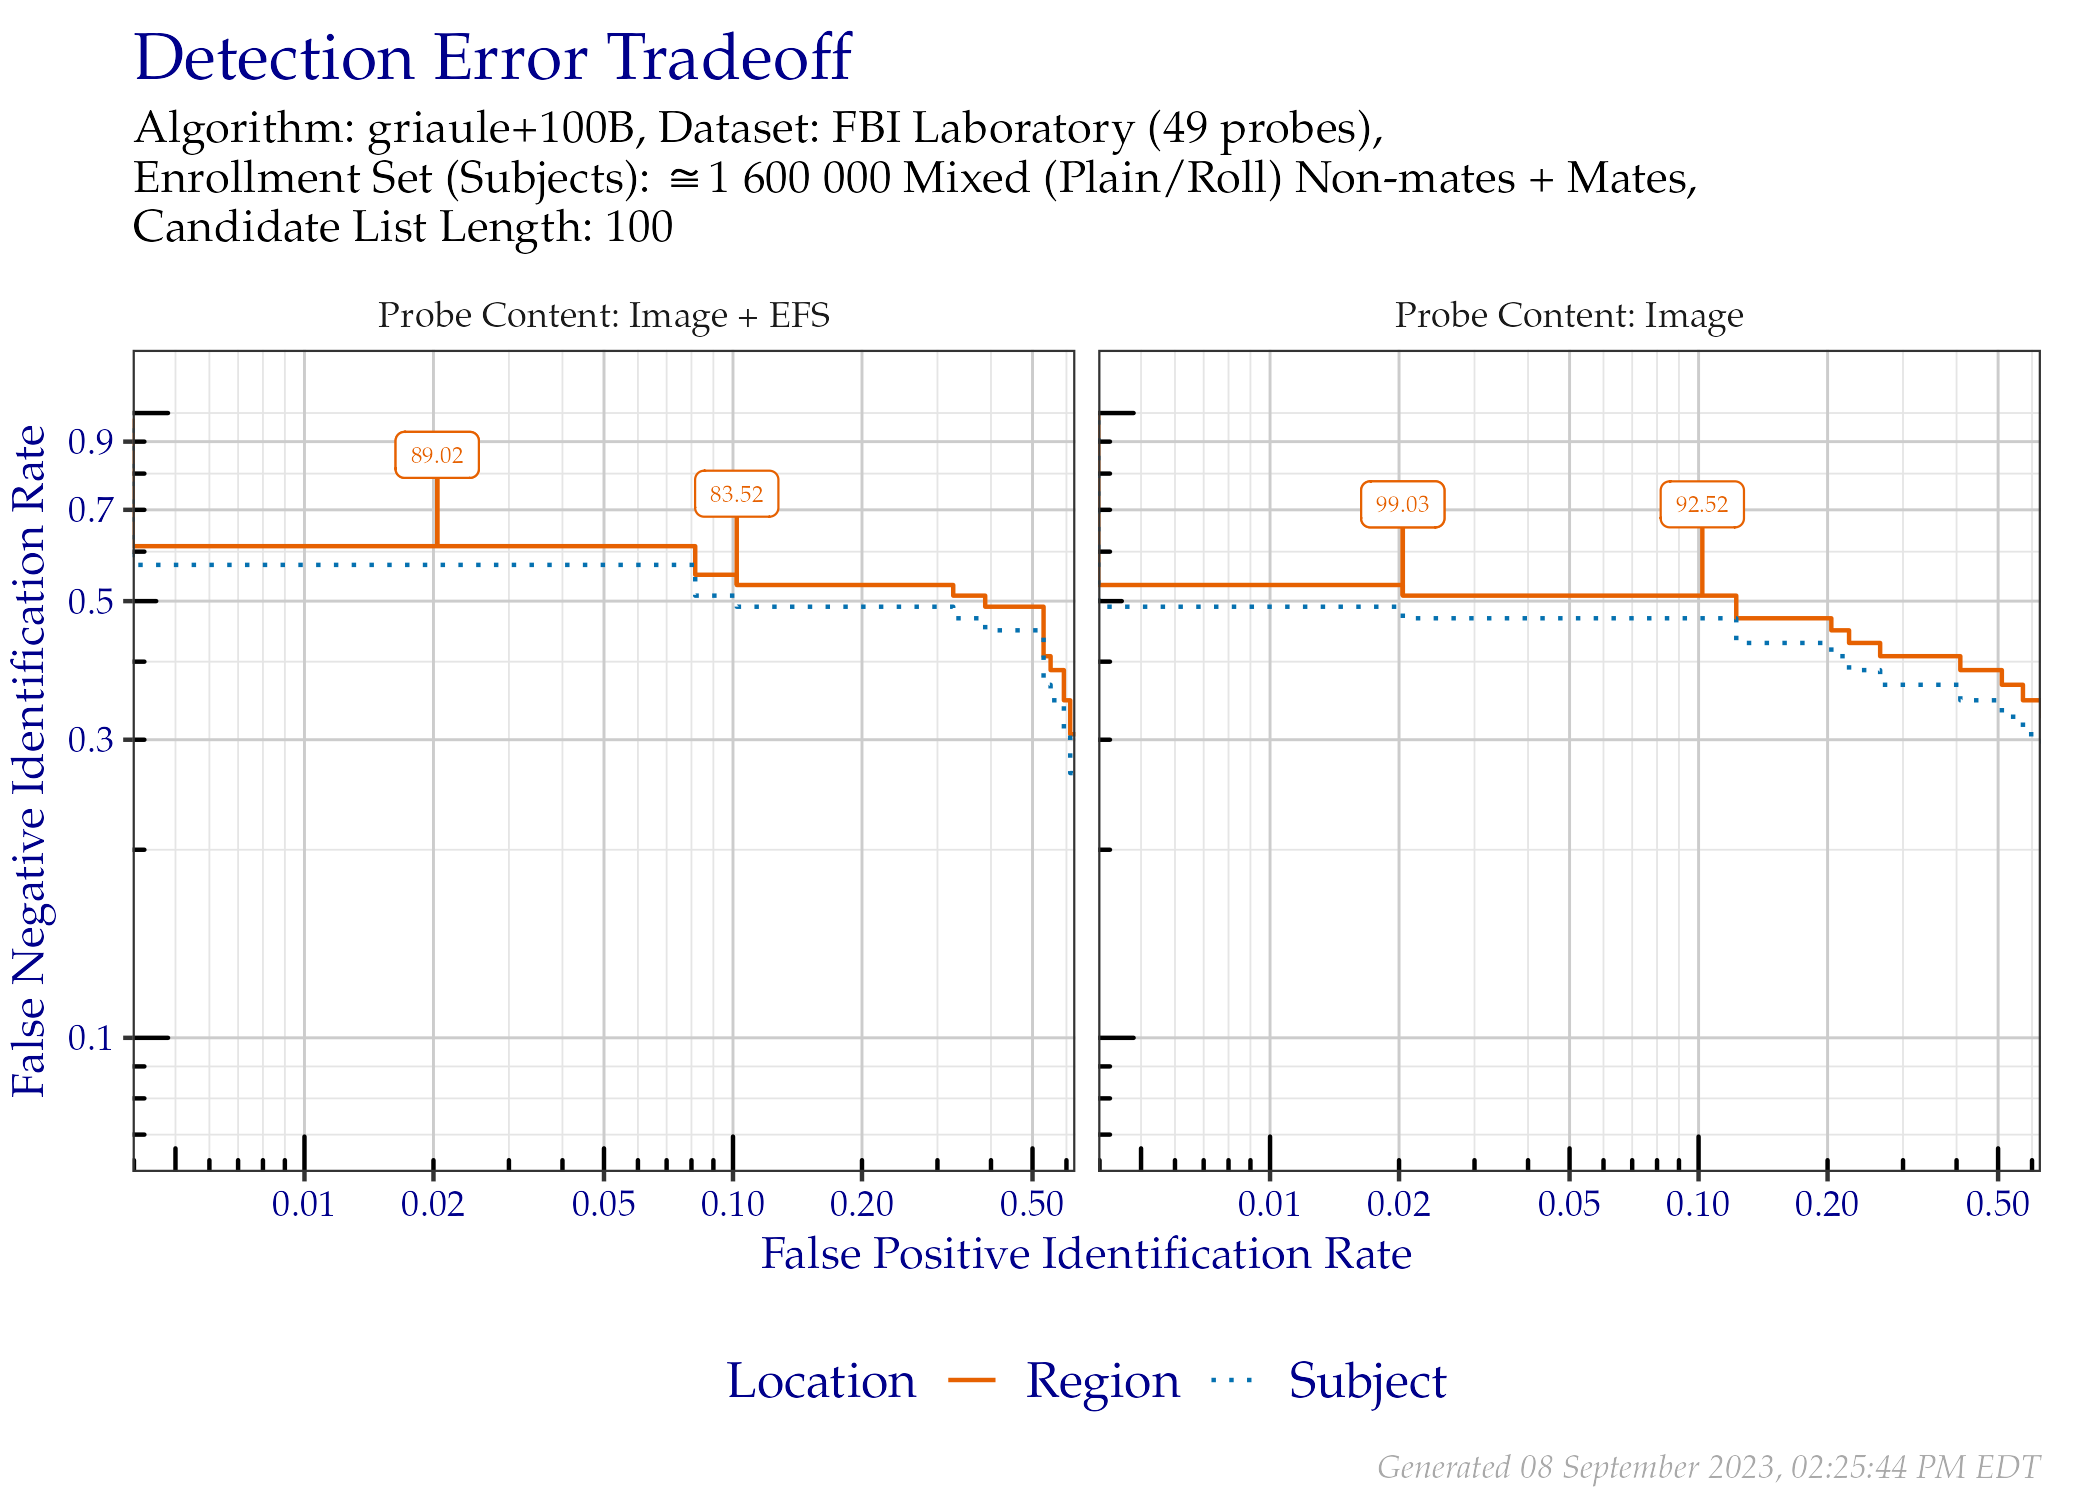 Detection Error Tradeoff
Algorithm: griaule+100B, Dataset: FBI Laboratory (49 probes),
Enrollment Set (Subjects): ≅1 600 000 Mixed (Plain/Roll) Non-mates + Mates,
Candidate List Length: 100
Probe Content: Image + EFS
Probe Content: Image
False Negative Identification Rate
0.9
0.7
0.5
0.3
0.1
89.02
83.52
99.03
92.52
0.01 0.02 0.05 0.10 0.20 0.50
0.01 0.02 0.05 0.10 0.20 0.50
False Positive Identification Rate
Location Region Subject
Generated 08 September 2023, 02:25:44 PM EDT